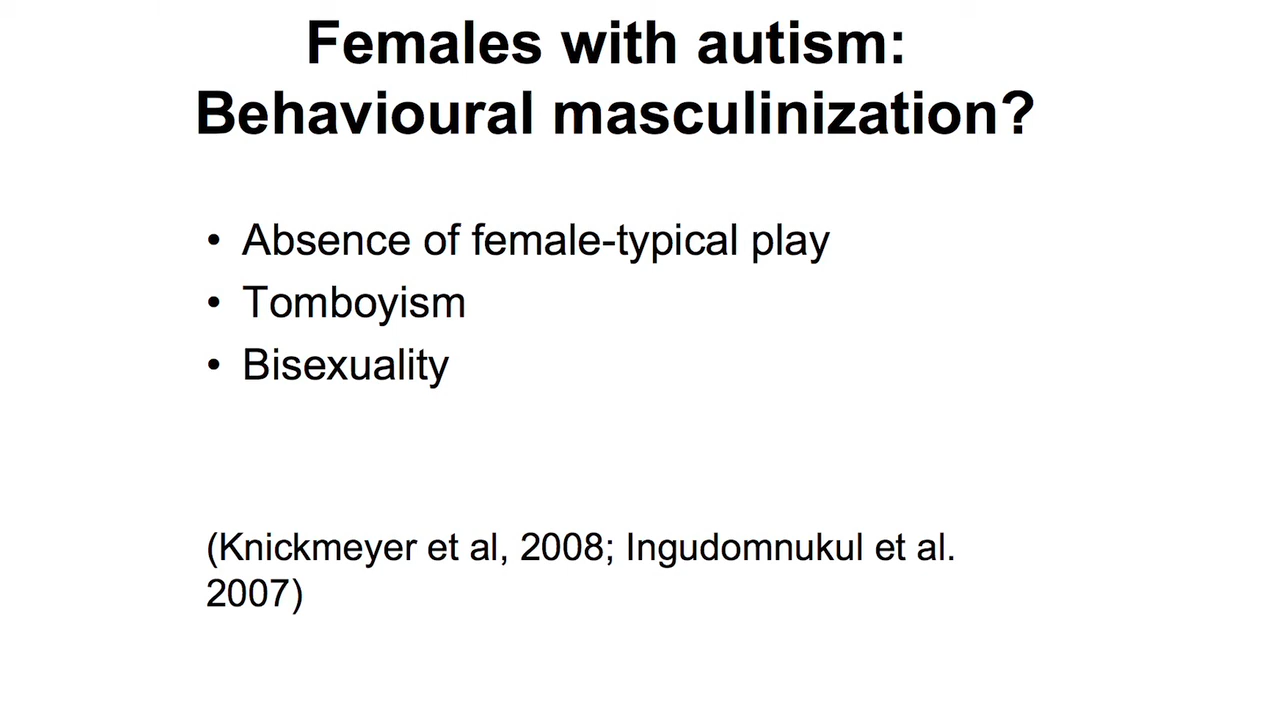 Females with autism:
Behavioural masculinization?
• Absence of female-typical play
• Tomboyism
• Bisexuality
(Knickmeyer et al, 2008; Ingudomnukul et al.
2007)